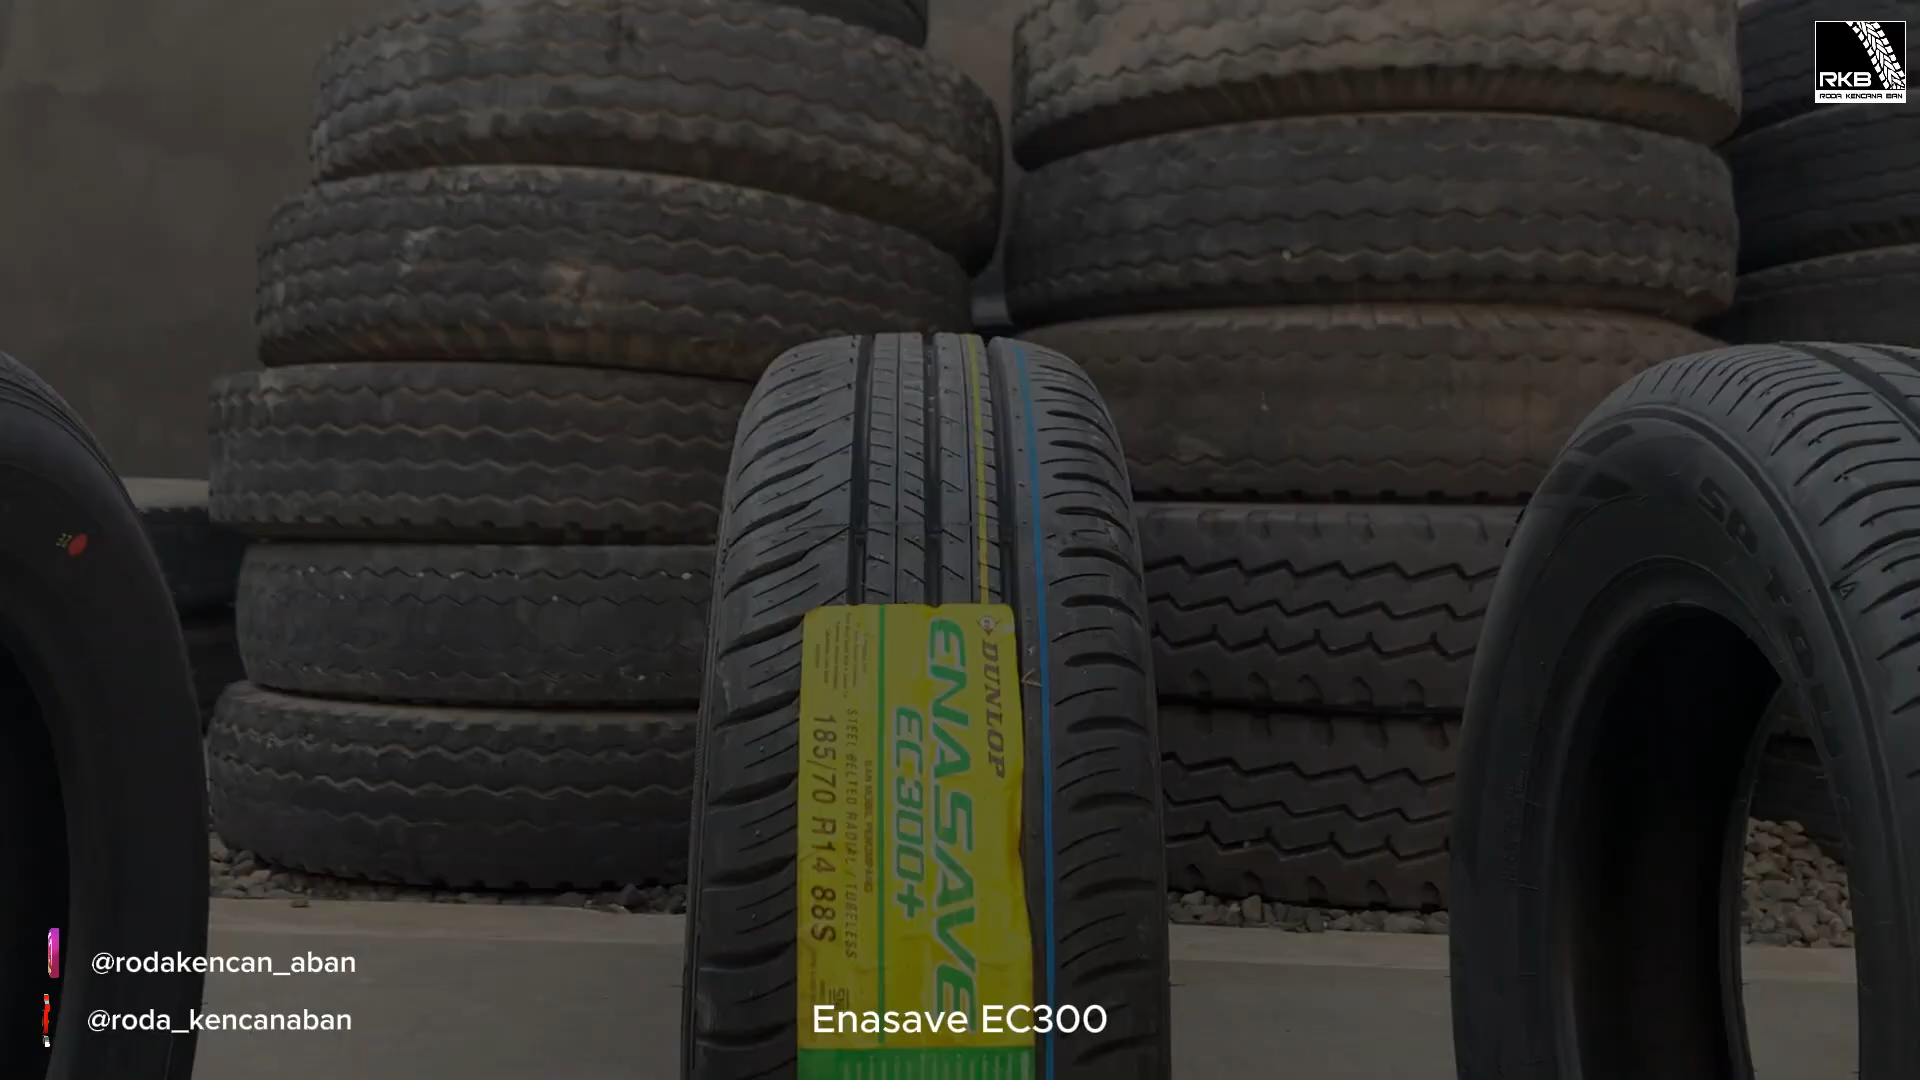 RKB
RODA KENCANA BAN
DUNLOP
ENASAVE
EC300+
STEEL BELTED RADIAL / TUBELESS
185/70 R14 88S
@rodakencan_aban
@roda_kencanaban
Enasave EC300